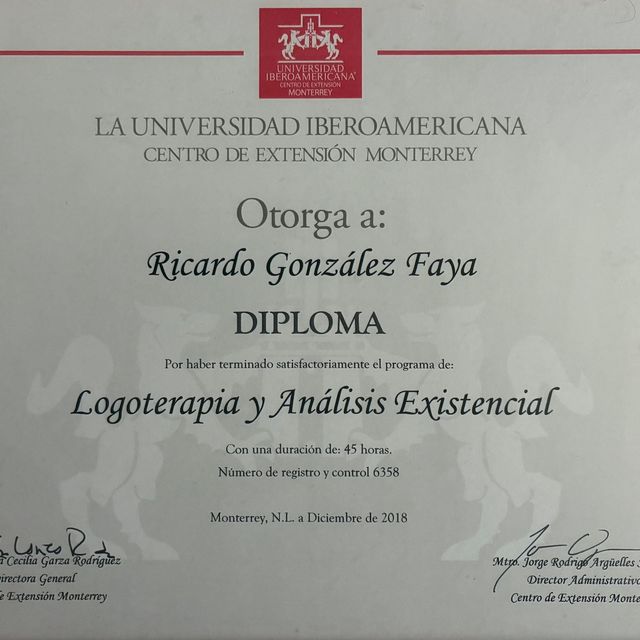 UNIVERSIDAD
IBEROAMERICANA
CENTRO DE EXTENSIÓN
MONTERREY
LA UNIVERSIDAD IBEROAMERICANA
CENTRO DE EXTENSIÓN MONTERREY
Otorga a:
Ricardo González Faya
DIPLOMA
Por haber terminado satisfactoriamente el programa de:
Logoterapia y Análisis Existencial
Con una duración de: 45 horas.
Número de registro y control 6358
Monterrey, N.L. a Diciembre de 2018
Cecilia Garza Rodríguez
Directora General
de Extensión Monterrey
Mtro. Jorge Rodrigo Argüelles
Director Administrativo
Centro de Extensión